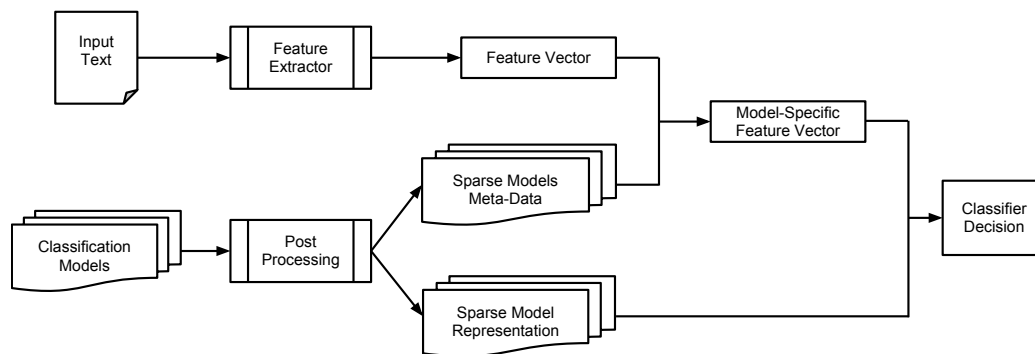 Input
Text
Feature
Extractor
Feature Vector
Model-Specific
Feature Vector
Sparse Models
Meta-Data
Classification
Models
Post
Processing
Classifier
Decision
Sparse Model
Representation